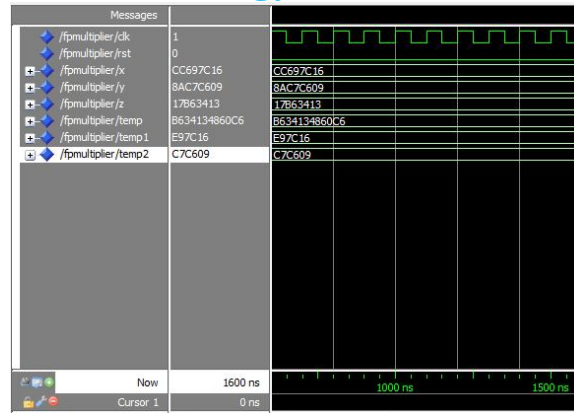 Messages
/fpmultiplier/clk 1
/fpmultiplier/rst 0
/fpmultiplier/x CC697C16 CC697C16
/fpmultiplier/y 8AC7C609 8AC7C609
/fpmultiplier/z 17B63413 17B63413
/fpmultiplier/temp B634134860C6 B634134860C6
/fpmultiplier/temp1 E97C16 E97C16
/fpmultiplier/temp2 C7C609 C7C609
Now 1600 ns 1000 ns 1500 ns
Cursor 1 0 ns